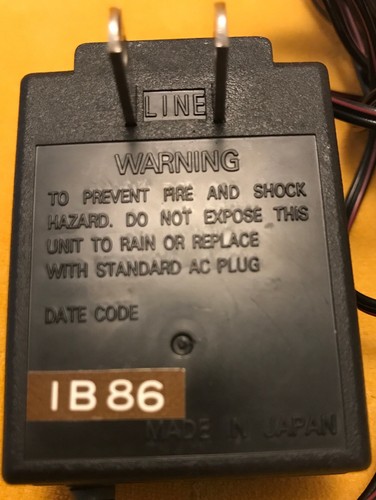 LINE
WARNING
TO PREVENT FIRE AND SHOCK
HAZARD. DO NOT EXPOSE THIS
UNIT TO RAIN OR REPLACE
WITH STANDARD AC PLUG
DATE CODE
IB86
MADE IN JAPAN